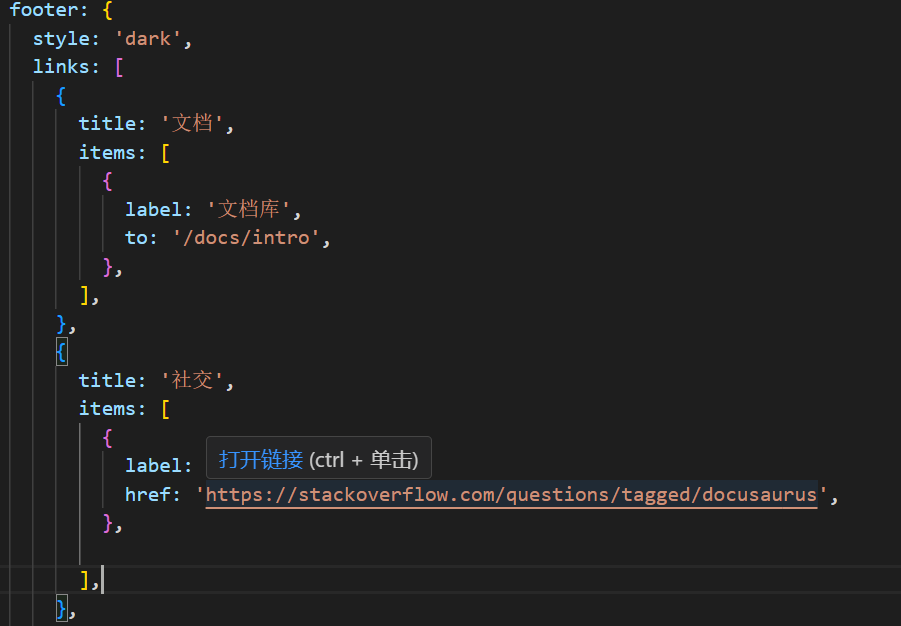 footer: {
style: 'dark',
links: [
{
title: '文档',
items: [
{
label: '文档库',
to: '/docs/intro',
},
],
},
{
title: '社交',
items: [
{
label:
打开链接 (ctrl + 单击)
href: 'https://stackoverflow.com/questions/tagged/docusaurus',
},
],
},